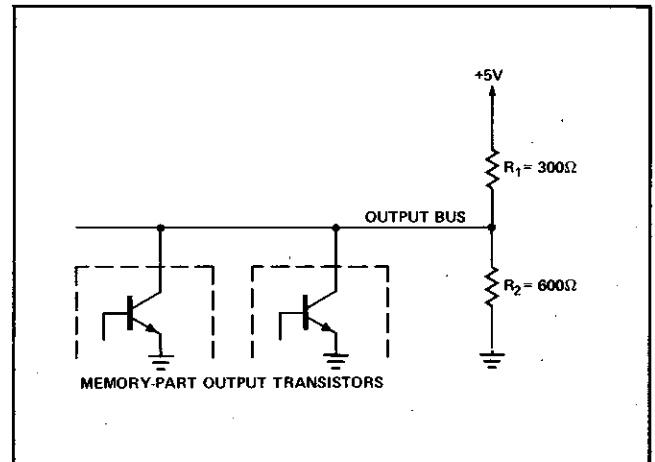 +5V
R₁ = 300Ω
OUTPUT BUS
R₂ = 600Ω
MEMORY-PART OUTPUT TRANSISTORS